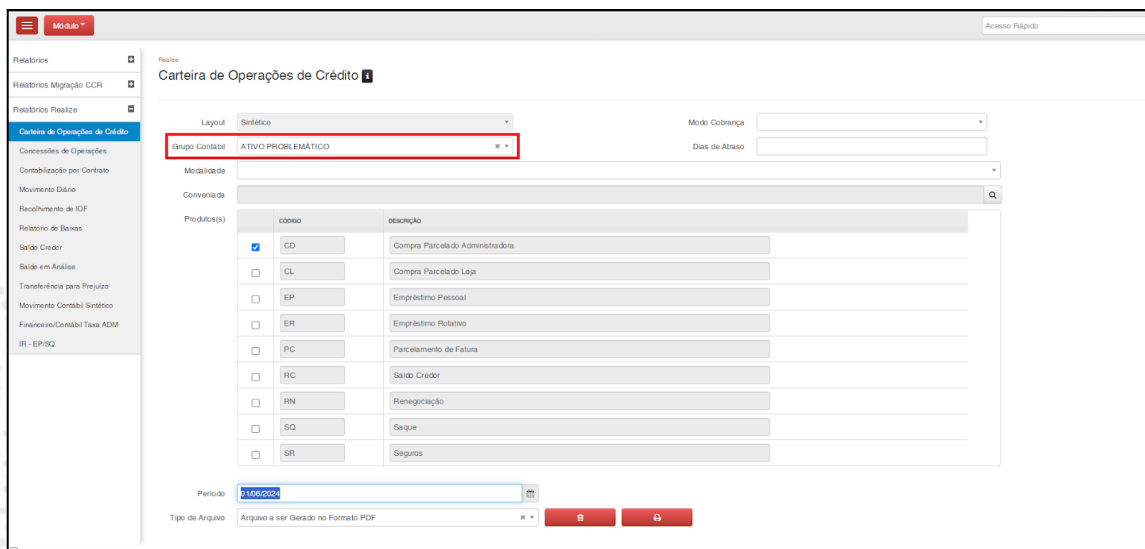 Módulo
Acesso Rápido
Relatórios
Relatórios Migração CCR
Relatórios Realize
Carteira de Operações de Crédito
Concessões de Operações
Contabilização por Contrato
Movimento Diário
Recolhimento de IOF
Relatório de Baixas
Saldo Credor
Saldo em Análise
Transferência para Prejuízo
Movimento Contábil Sintético
Financeiro/Contábil Taxa ADM
IR - EP/SQ
Realize
Carteira de Operações de Crédito
Layout Sintético Modo Cobrança
Grupo Contábil ATIVO PROBLEMÁTICO Dias de Atraso
Modalidade
Conveniada
Produtos(s) CÓDIGO DESCRIÇÃO
CD Compra Parcelado Administradora
CL Compra Parcelado Loja
EP Empréstimo Pessoal
ER Empréstimo Rotativo
PC Parcelamento de Fatura
RC Saldo Credor
RN Renegociação
SQ Saque
SR Seguros
Período 01/06/2024
Tipo de Arquivo Arquivo a ser Gerado no Formato PDF